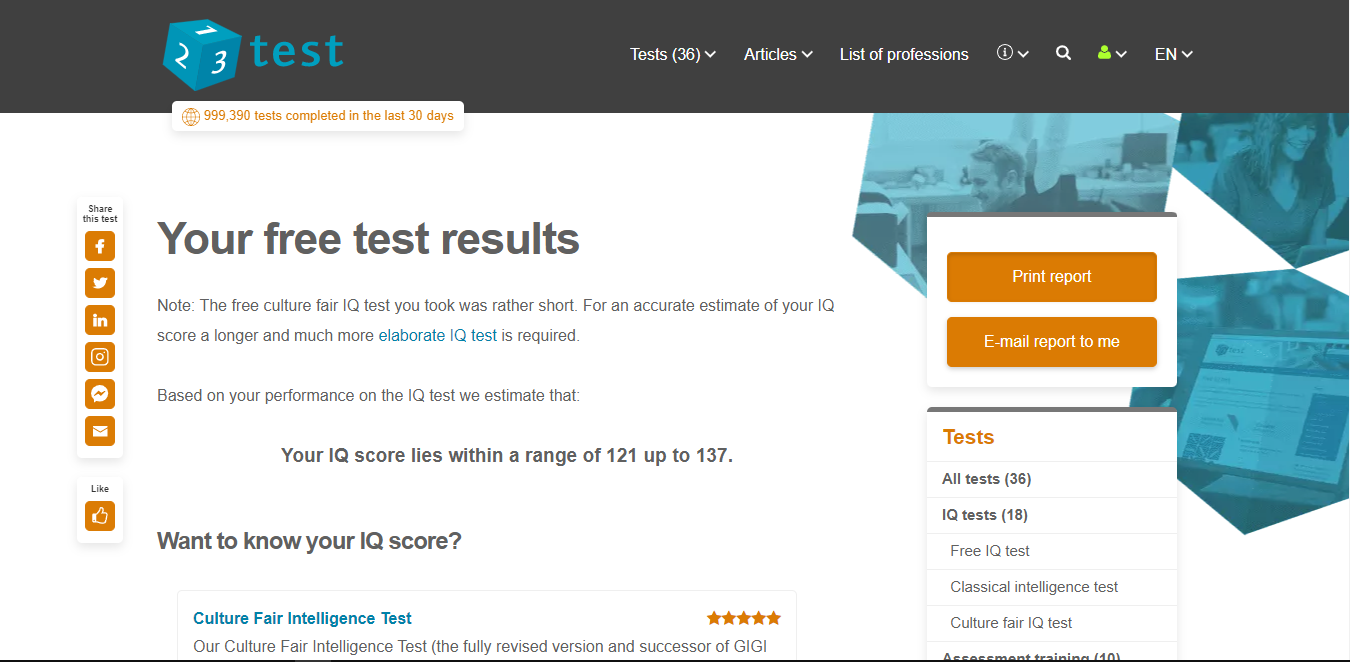 1
2 3 test
Tests (36)
Articles
List of professions
EN
999,390 tests completed in the last 30 days
Share
this test
Your free test results
Note: The free culture fair IQ test you took was rather short. For an accurate estimate of your IQ
score a longer and much more elaborate IQ test is required.
Based on your performance on the IQ test we estimate that:
Your IQ score lies within a range of 121 up to 137.
Like
Want to know your IQ score?
Culture Fair Intelligence Test
Our Culture Fair Intelligence Test (the fully revised version and successor of GIGI
Print report
E-mail report to me
Tests
All tests (36)
IQ tests (18)
Free IQ test
Classical intelligence test
Culture fair IQ test
Assessment training (10)